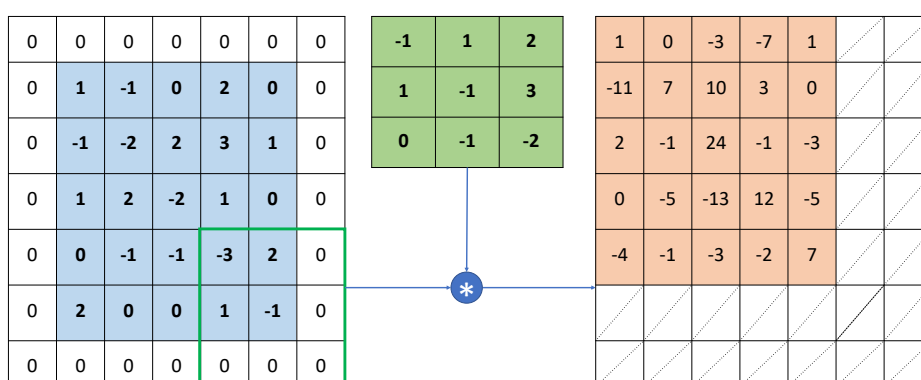 0 0 0 0 0 0 0
0 1 -1 0 2 0 0
0 -1 -2 2 3 1 0
0 1 2 -2 1 0 0
0 0 -1 -1 -3 2 0
0 2 0 0 1 -1 0
0 0 0 0 0 0 0
-1 1 2
1 -1 3
0 -1 -2
*
1 0 -3 -7 1
-11 7 10 3 0
2 -1 24 -1 -3
0 -5 -13 12 -5
-4 -1 -3 -2 7